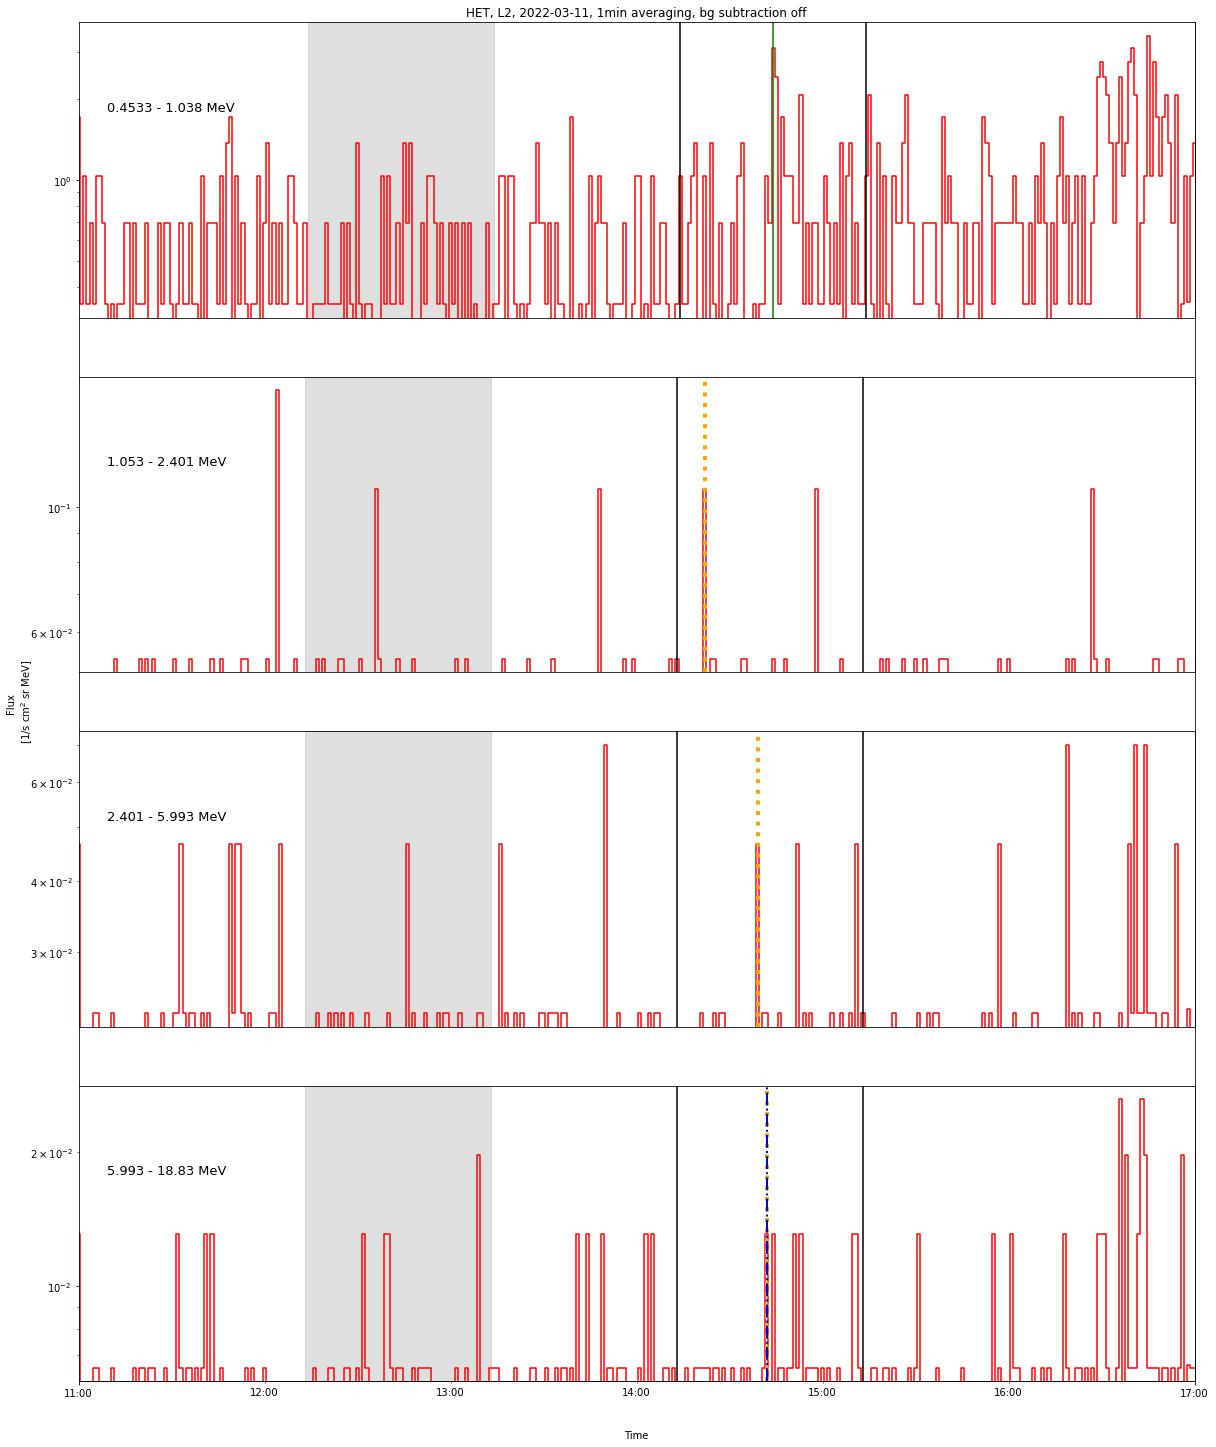 HET, L2, 2022-03-11, 1min averaging, bg subtraction off
0.4533 - 1.038 MeV
10⁰
1.053 - 2.401 MeV
10⁻¹
6 × 10⁻²
Flux
[1/s cm² sr MeV]
6 × 10⁻²
2.401 - 5.993 MeV
4 × 10⁻²
3 × 10⁻²
2 × 10⁻²
5.993 - 18.83 MeV
10⁻²
11:00 12:00 13:00 14:00 15:00 16:00 17:00
Time